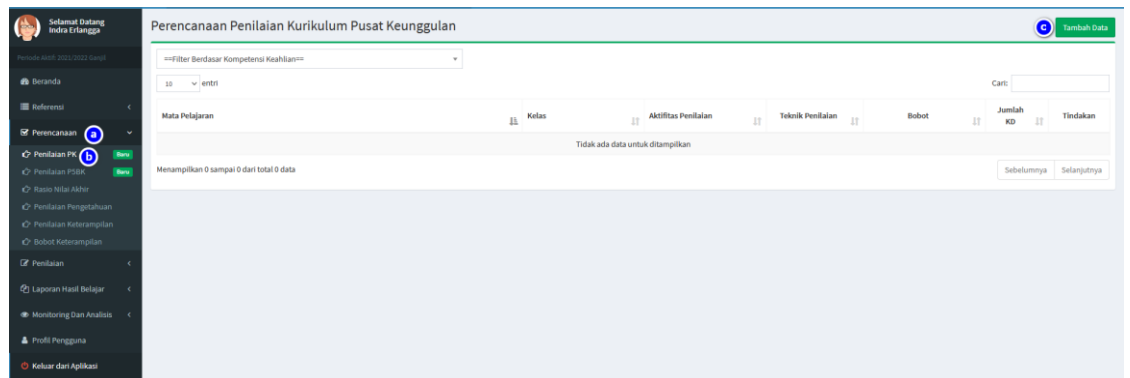 Selamat Datang
Indra Erlangga
Periode Aktif: 2021/2022 Ganjil
Beranda
Referensi
Perencanaan
a
Penilaian PK
b
Baru
Penilaian PSBK
Baru
Rasio Nilai Akhir
Penilaian Pengetahuan
Penilaian Keterampilan
Bobot Keterampilan
Penilaian
Laporan Hasil Belajar
Monitoring Dan Analisis
Profil Pengguna
Keluar dari Aplikasi
Perencanaan Penilaian Kurikulum Pusat Keunggulan
c
Tambah Data
==Filter Berdasar Kompetensi Keahlian==
10 entri
Cari:
Mata Pelajaran
Kelas
Aktifitas Penilaian
Teknik Penilaian
Bobot
Jumlah
KD
Tindakan
Tidak ada data untuk ditampilkan
Menampilkan 0 sampai 0 dari total 0 data
Sebelumnya
Selanjutnya